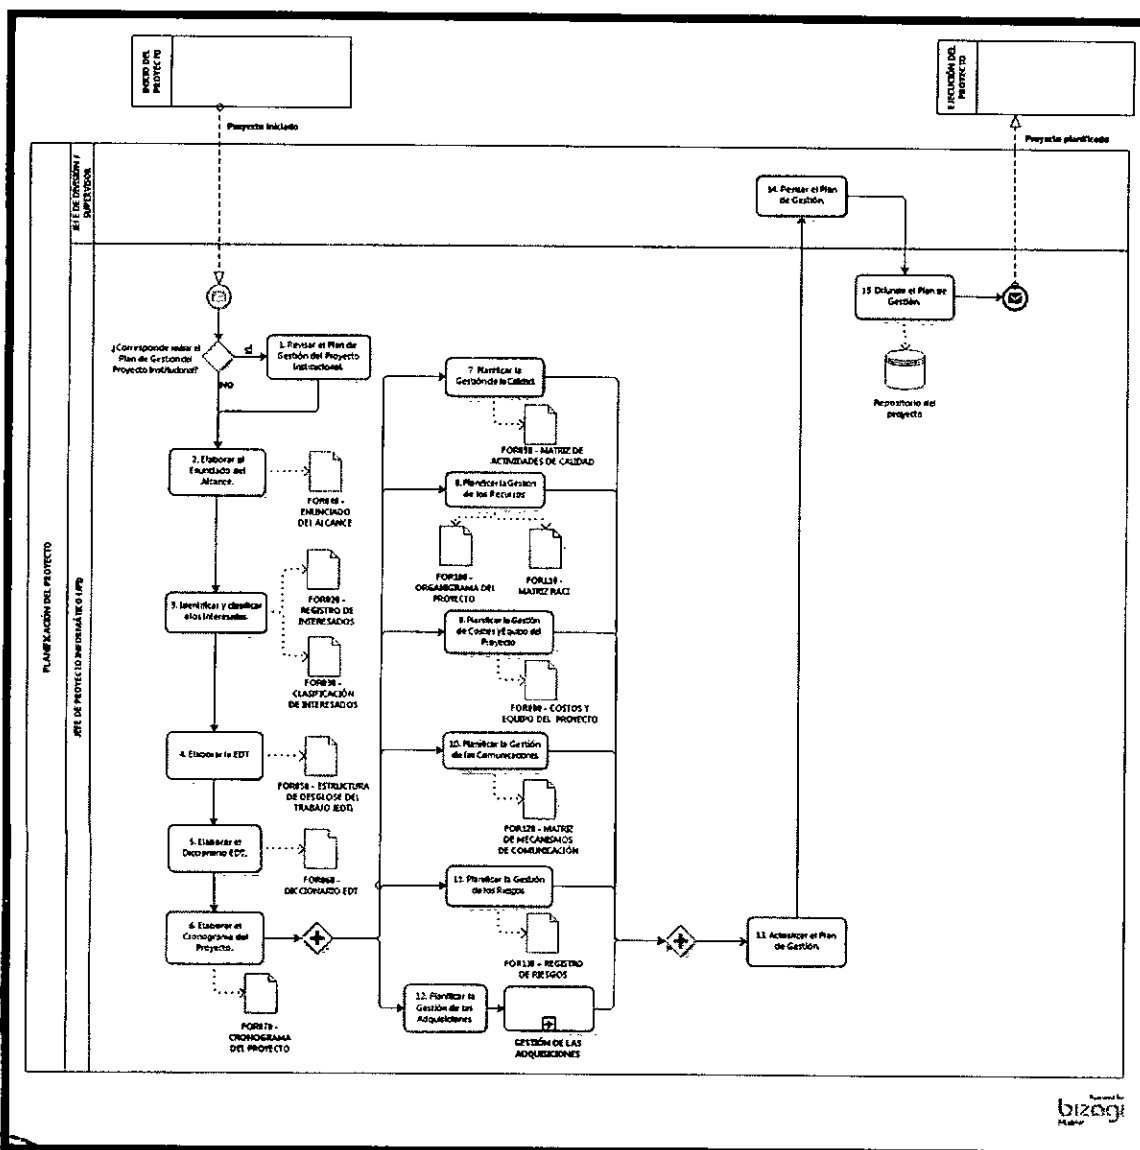 INICIO DEL
PROYECTO
EJECUCIÓN DEL
PROYECTO
Proyecto Iniciado
Proyecto planificado
PLANIFICACIÓN DEL PROYECTO
JEFE DE DIVISIÓN /
SUPERVISOR
JEFE DE PROYECTO INFORMÁTICO (JPI)
14. Revisar el Plan
de Gestión.
15. Difundir el Plan de
Gestión.
Repositorio del
proyecto
¿Corresponde revisar el
Plan de Gestión del
Proyecto Institucional?
SI
NO
1. Revisar el Plan de
Gestión del Proyecto
Institucional.
2. Elaborar el
Enunciado del
Alcance.
ENUNCIADO
DEL ALCANCE
3. Identificar y clasificar
a los Interesados.
REGISTRO DE
INTERESADOS
CLASIFICACIÓN
DE INTERESADOS
4. Elaborar la EDT
ESTRUCTURA
DE DESGLOSE DEL
TRABAJO (EDT)
5. Elaborar el
Diccionario EDT.
DICCIONARIO EDT
6. Elaborar el
Cronograma del
Proyecto.
CRONOGRAMA
DEL PROYECTO
7. Planificar la
Gestión de la Calidad.
MATRIZ DE
ACTIVIDADES DE CALIDAD
8. Planificar la Gestión
de los Recursos
ORGANIGRAMA DEL
PROYECTO
MATRIZ RACI
9. Planificar la Gestión
de Costos y Equipo del
Proyecto
COSTOS Y
EQUIPO DEL PROYECTO
10. Planificar la Gestión
de las Comunicaciones.
MATRIZ
DE MECANISMOS
DE COMUNICACIÓN
11. Planificar la Gestión
de los Riesgos
REGISTRO
DE RIESGOS
12. Planificar la
Gestión de las
Adquisiciones
GESTIÓN DE LAS
ADQUISICIONES
13. Actualizar el Plan
de Gestión.
bizagi
Modeler